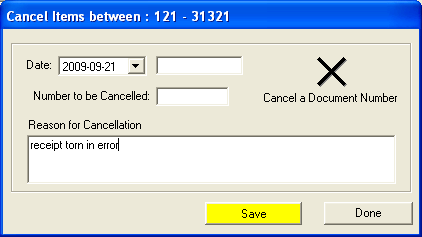 Cancel Items between : 121 - 31321
Date: 2009-09-21
Number to be Cancelled:
Cancel a Document Number
Reason for Cancellation
receipt torn in error
Save Done